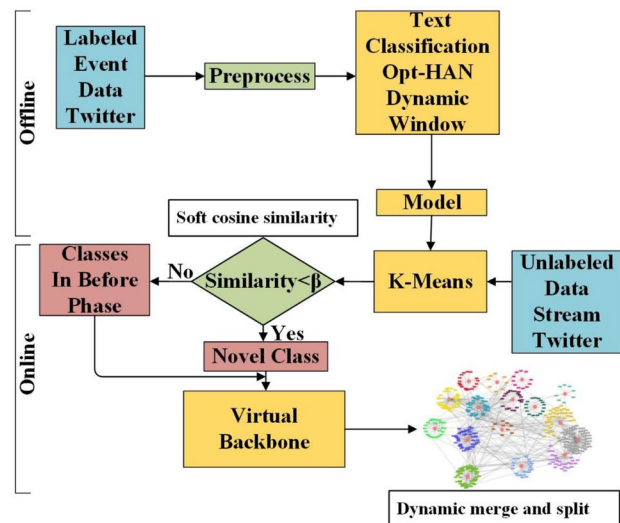 Offline
Labeled
Event
Data
Twitter
Preprocess
Text
Classification
Opt-HAN
Dynamic
Window
Model
Soft cosine similarity
Online
Classes
In Before
Phase
No
Similarity<β
K-Means
Unlabeled
Data
Stream
Twitter
Yes
Novel Class
Virtual
Backbone
Dynamic merge and split